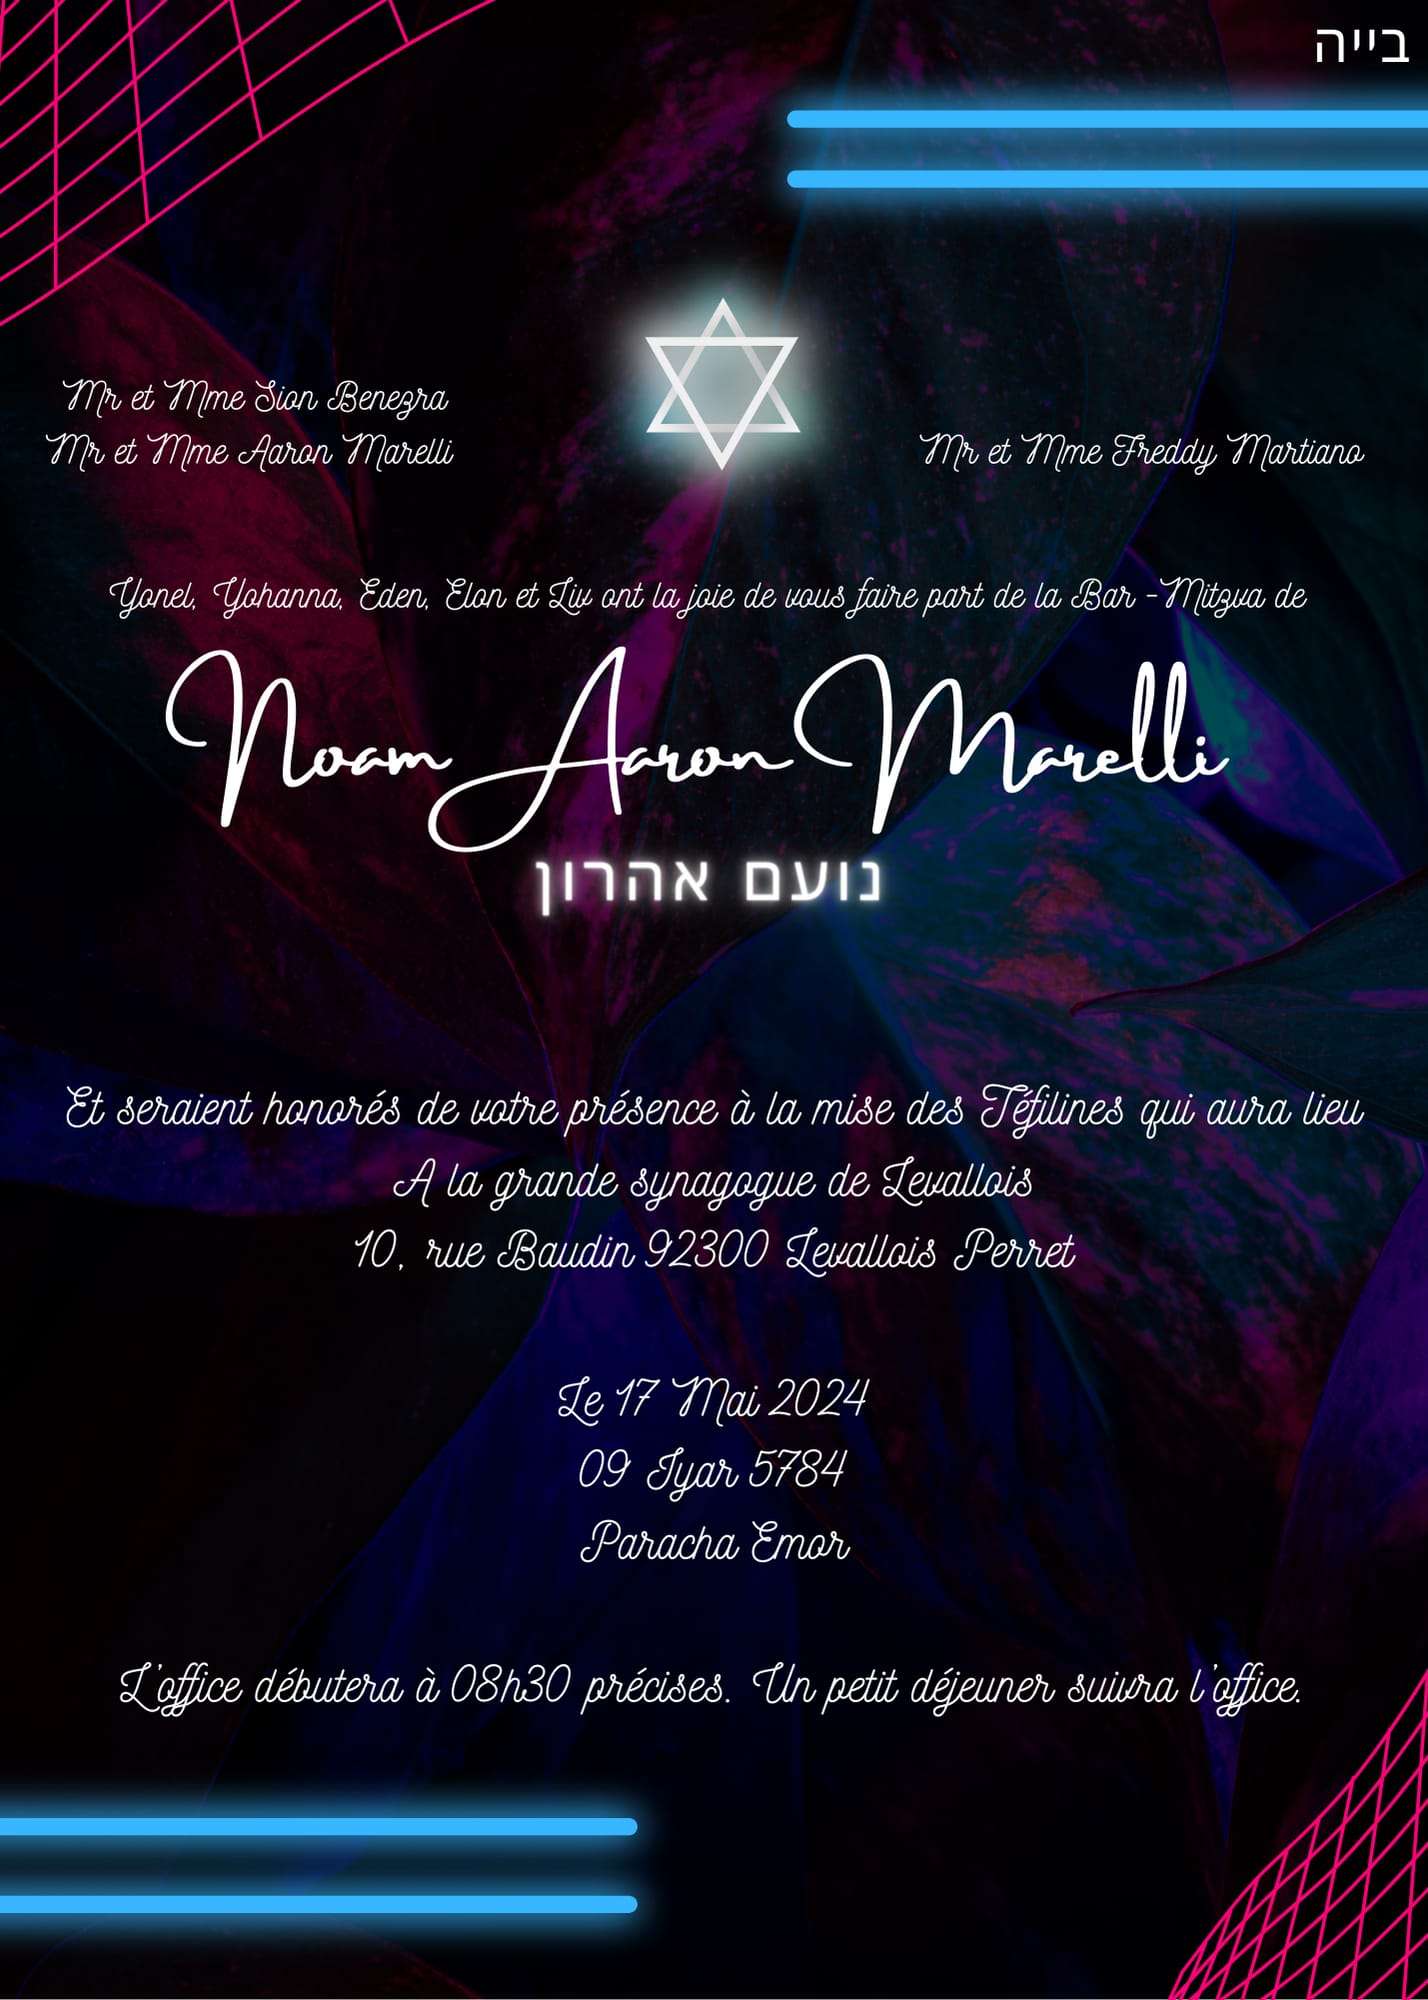 בייה
Mr et Mme Sion Benezra
Mr et Mme Aaron Marelli
Mr et Mme Freddy Martiano
Yonel, Yohanna, Eden, Elon et Liv ont la joie de vous faire part de la Bar -Mitzva de
Noam Aaron Marelli
נועם אהרון
Et seraient honorés de votre présence à la mise des Téfilines qui aura lieu
A la grande synagogue de Levallois
10, rue Baudin 92300 Levallois Perret
Le 17 Mai 2024
09 Iyar 5784
Paracha Emor
L'office débutera à 08h30 précises. Un petit déjeuner suivra l'office.